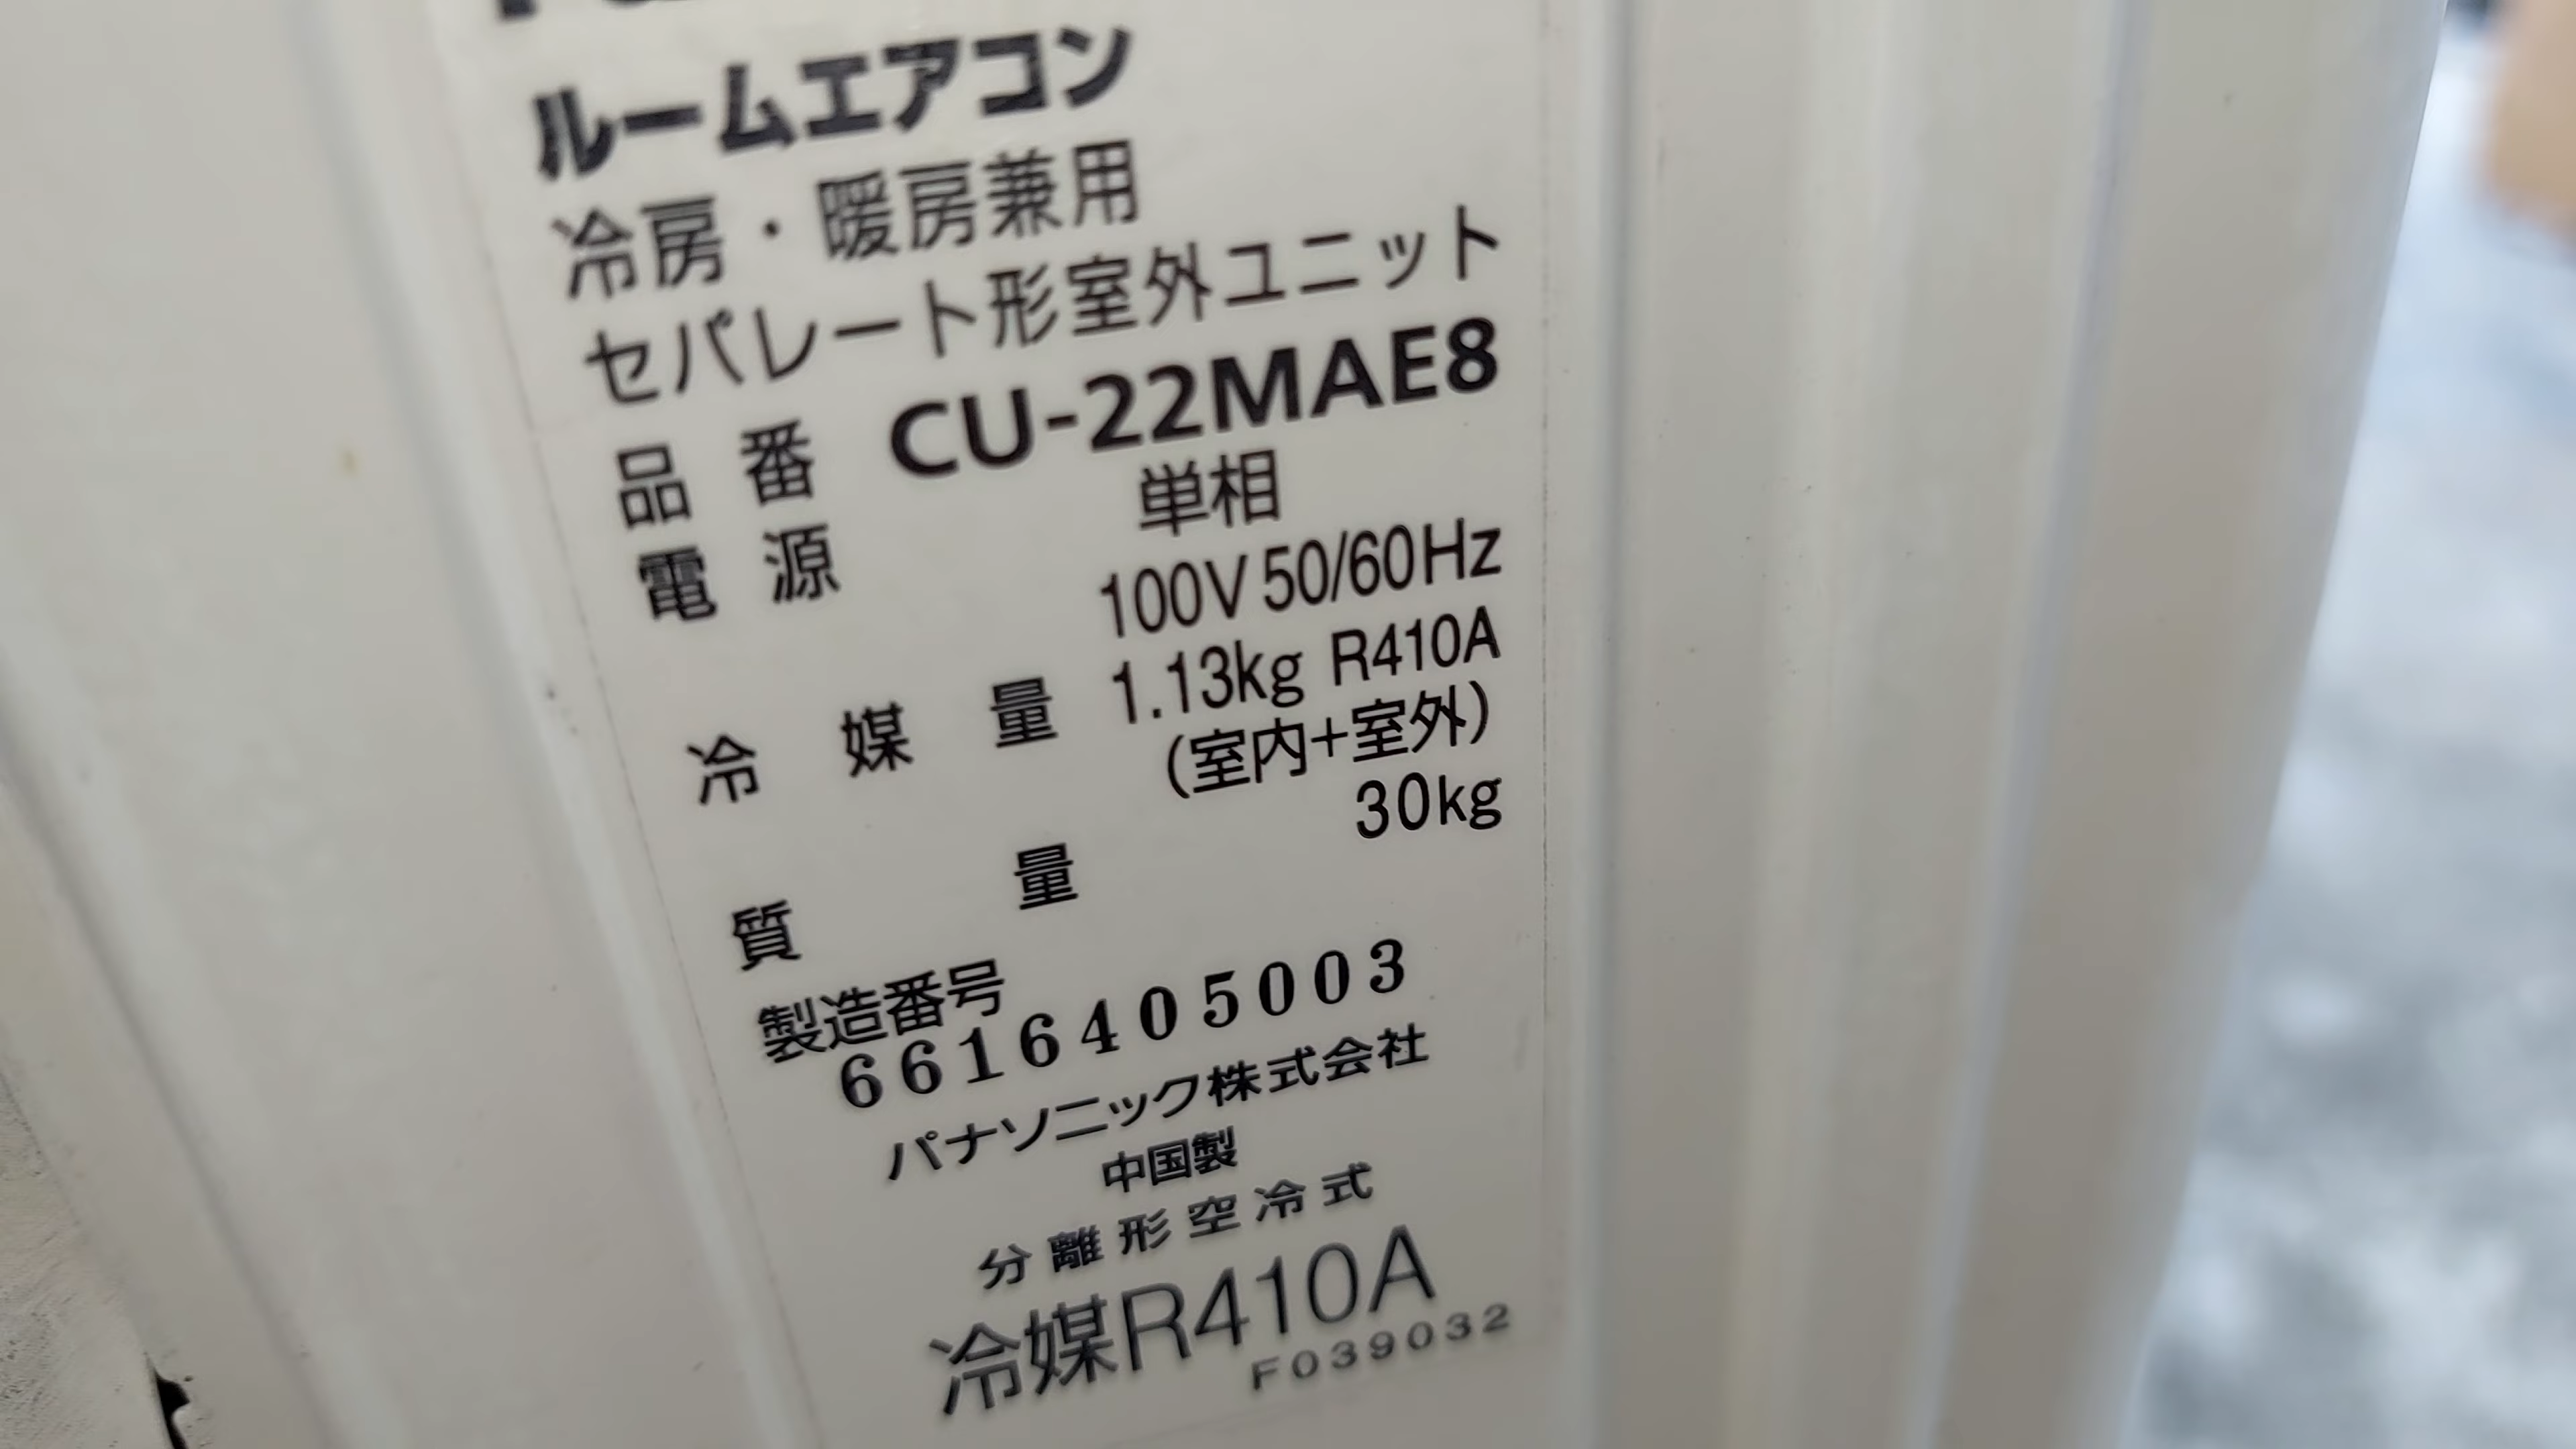 ルームエアコン
冷房・暖房兼用
セパレート形室外ユニット
品番 CU-22MAE8
電源 単相
100V 50/60Hz
冷媒量 1.13kg R410A
(室内+室外)
質量 30kg
製造番号
6616405003
パナソニック株式会社
中国製
分離形空冷式
冷媒R410A
F039032